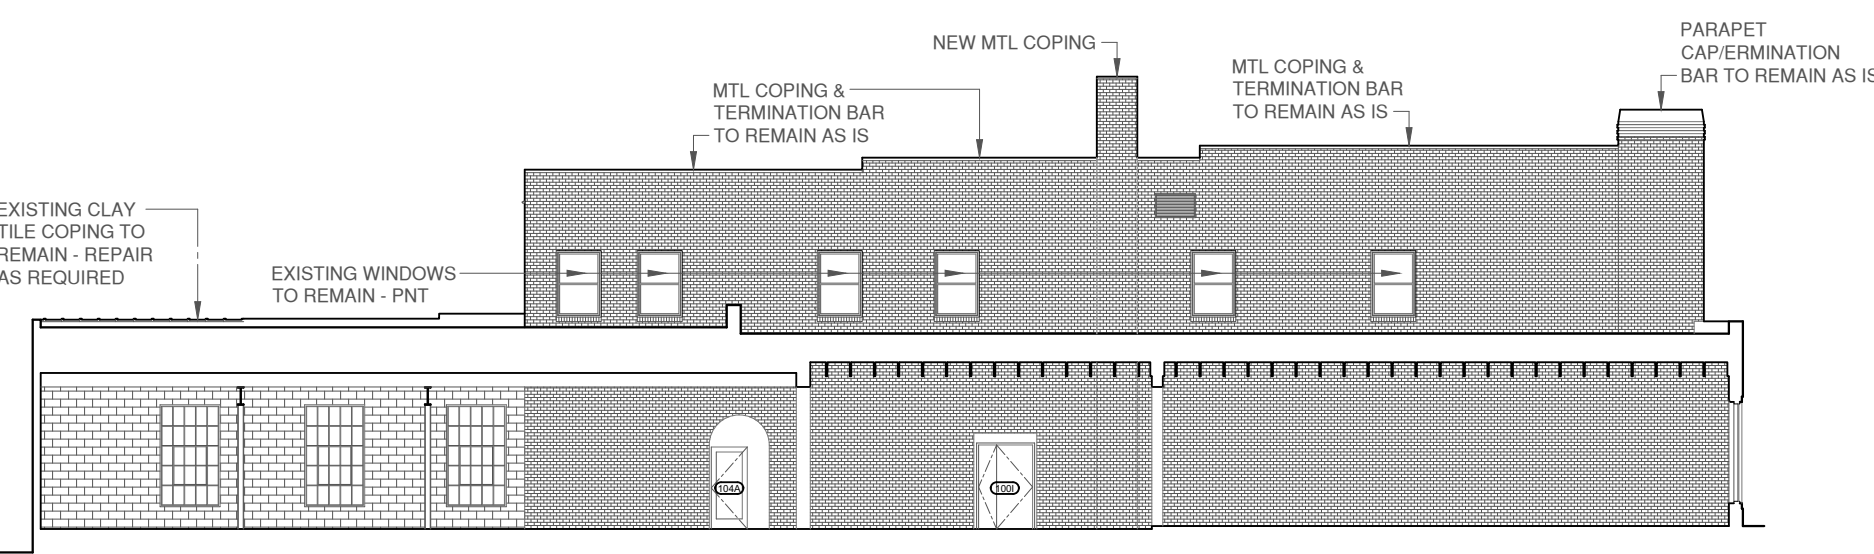 NEW MTL COPING
PARAPET
CAP/ERMINATION
BAR TO REMAIN AS IS
MTL COPING &
TERMINATION BAR
TO REMAIN AS IS
MTL COPING &
TERMINATION BAR
TO REMAIN AS IS
EXISTING CLAY
TILE COPING TO
REMAIN - REPAIR
AS REQUIRED
EXISTING WINDOWS
TO REMAIN - PNT
104A
100I